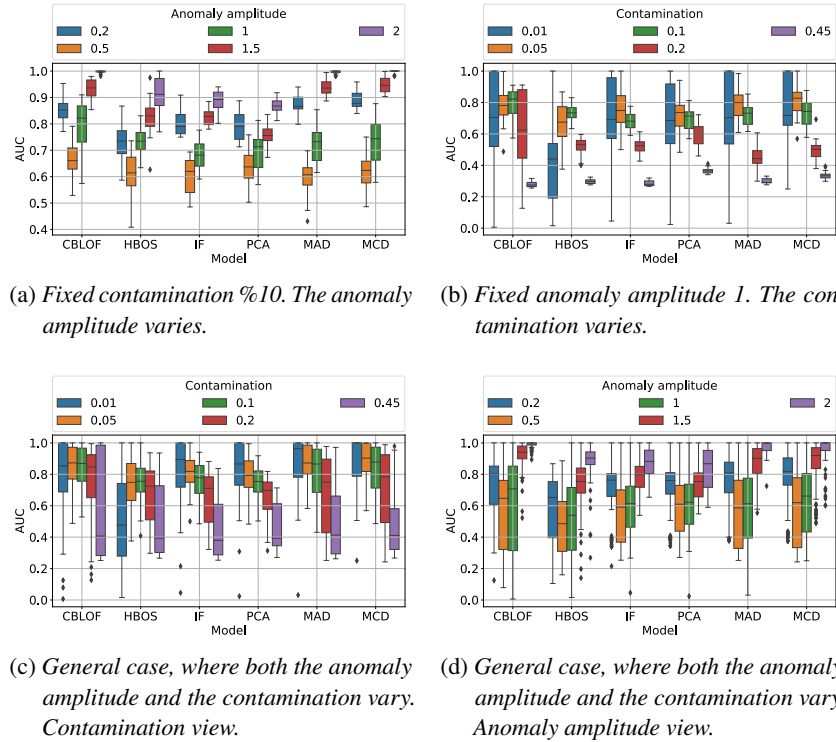 Anomaly amplitude
0.2 1 2
0.5 1.5
1.0
0.9
0.8
0.7
0.6
0.5
0.4
AUC
CBLOF HBOS IF PCA MAD MCD
Model
(a) Fixed contamination %10. The anomaly
amplitude varies.
Contamination
0.01 0.1 0.45
0.05 0.2
1.0
0.8
0.6
0.4
0.2
0.0
AUC
CBLOF HBOS IF PCA MAD MCD
Model
(b) Fixed anomaly amplitude 1. The con
tamination varies.
Contamination
0.01 0.1 0.45
0.05 0.2
1.0
0.8
0.6
0.4
0.2
0.0
AUC
CBLOF HBOS IF PCA MAD MCD
Model
(c) General case, where both the anomaly
amplitude and the contamination vary.
Contamination view.
Anomaly amplitude
0.2 1 2
0.5 1.5
1.0
0.8
0.6
0.4
0.2
0.0
AUC
CBLOF HBOS IF PCA MAD MCD
Model
(d) General case, where both the anomaly
amplitude and the contamination vary
Anomaly amplitude view.